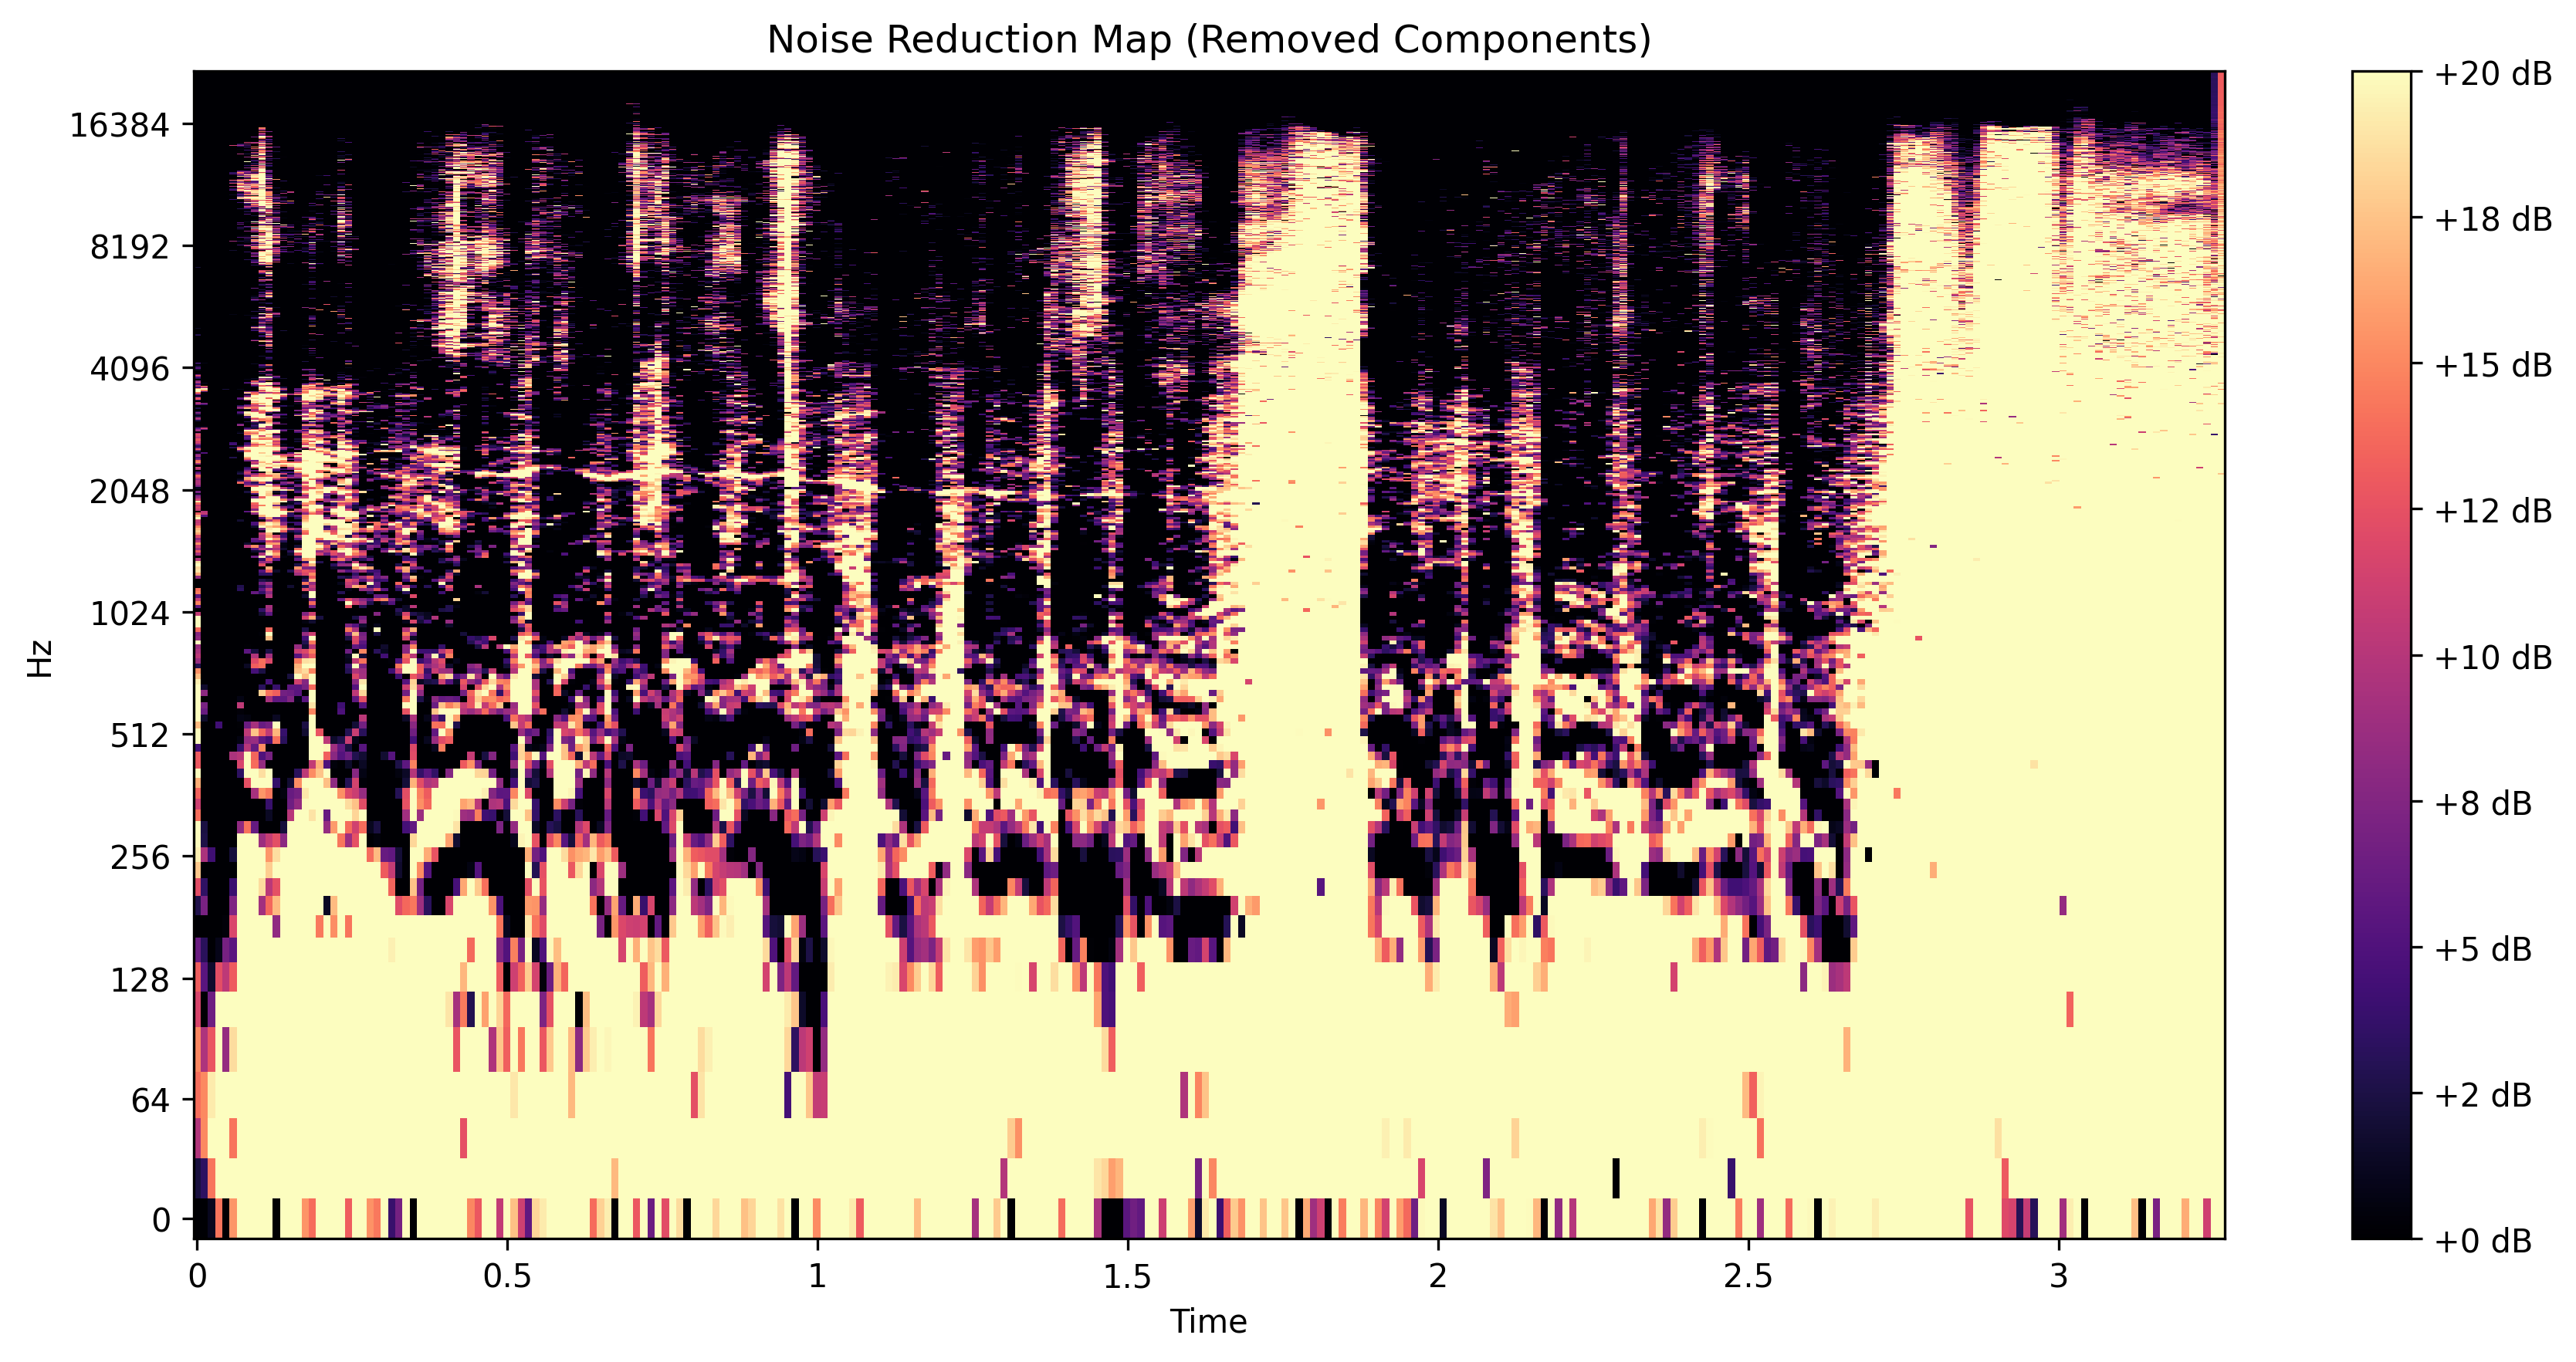 Noise Reduction Map (Removed Components)
Hz
16384
8192
4096
2048
1024
512
256
128
64
0
0 0.5 1 1.5 2 2.5 3
Time
+20 dB
+18 dB
+15 dB
+12 dB
+10 dB
+8 dB
+5 dB
+2 dB
+0 dB